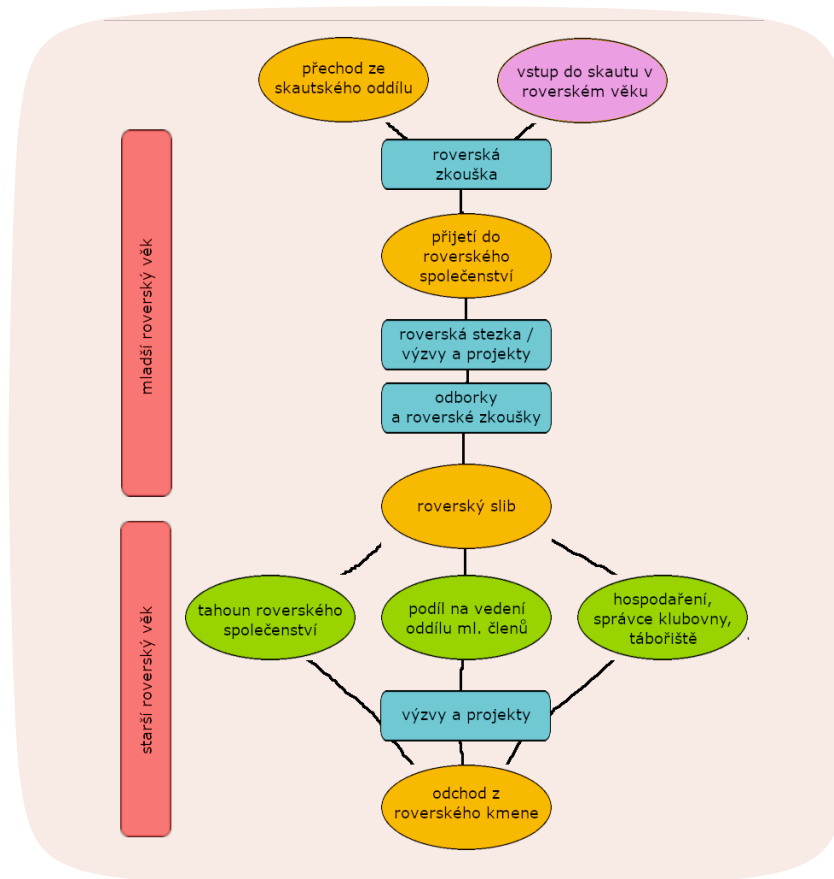 přechod ze
skautského oddílu
vstup do skautu v
roverském věku
roverská
zkouška
přijetí do
roverského
společenství
mladší roverský věk
roverská stezka /
výzvy a projekty
odborky
a roverské zkoušky
roverský slib
tahoun roverského
společenství
podíl na vedení
oddílu ml. členů
hospodaření,
správce klubovny,
tábořiště
starší roverský věk
výzvy a projekty
odchod z
roverského kmene